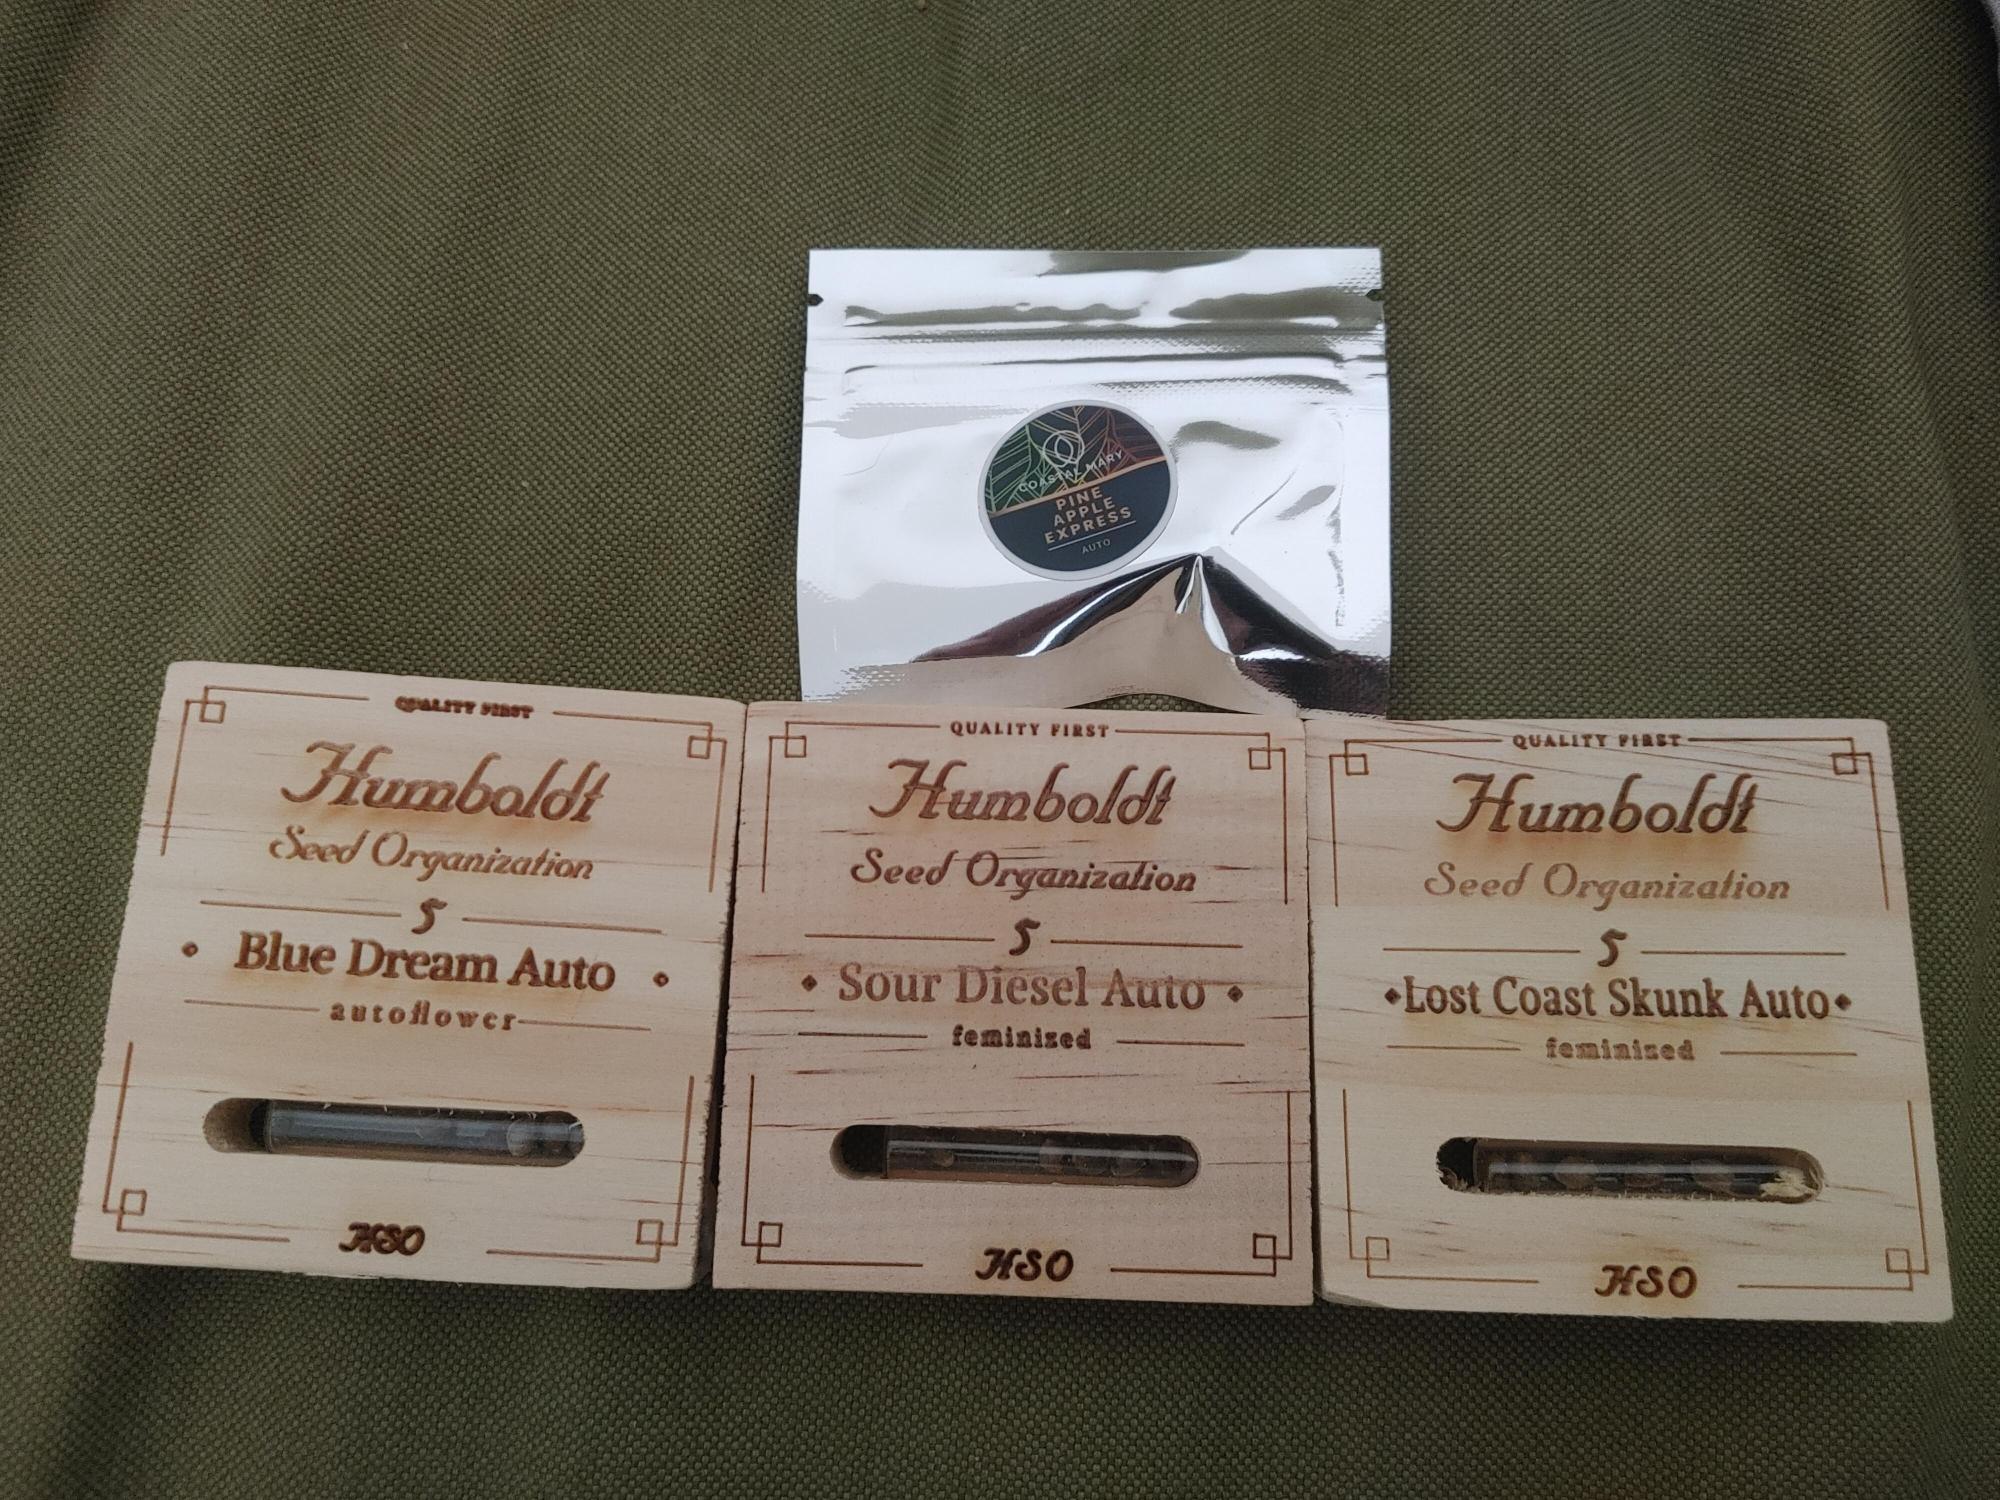 COASTAL MARY
PINE
APPLE
EXPRESS
AUTO
QUALITY FIRST
Humboldt
Seed Organization
5
Blue Dream Auto
autoflower
HSO
QUALITY FIRST
Humboldt
Seed Organization
5
Sour Diesel Auto
feminized
HSO
QUALITY FIRST
Humboldt
Seed Organization
5
Lost Coast Skunk Auto
feminized
HSO